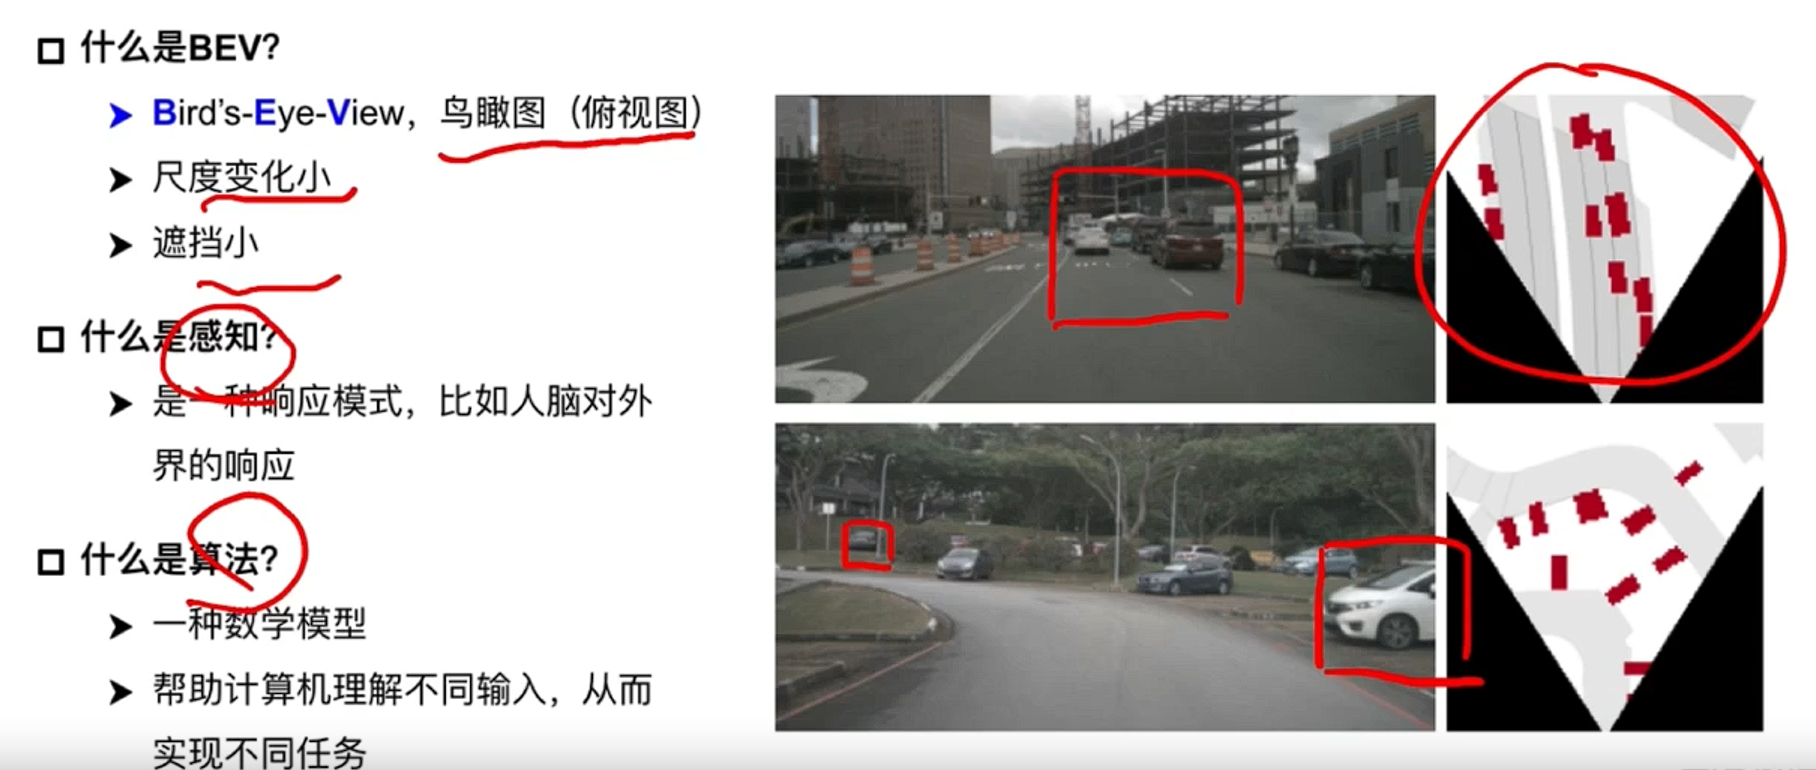 什么是BEV?
Bird's-Eye-View，鸟瞰图（俯视图）
尺度变化小
遮挡小
什么是感知?
是一种响应模式，比如人脑对外
界的响应
什么是算法?
一种数学模型
帮助计算机理解不同输入，从而
实现不同任务